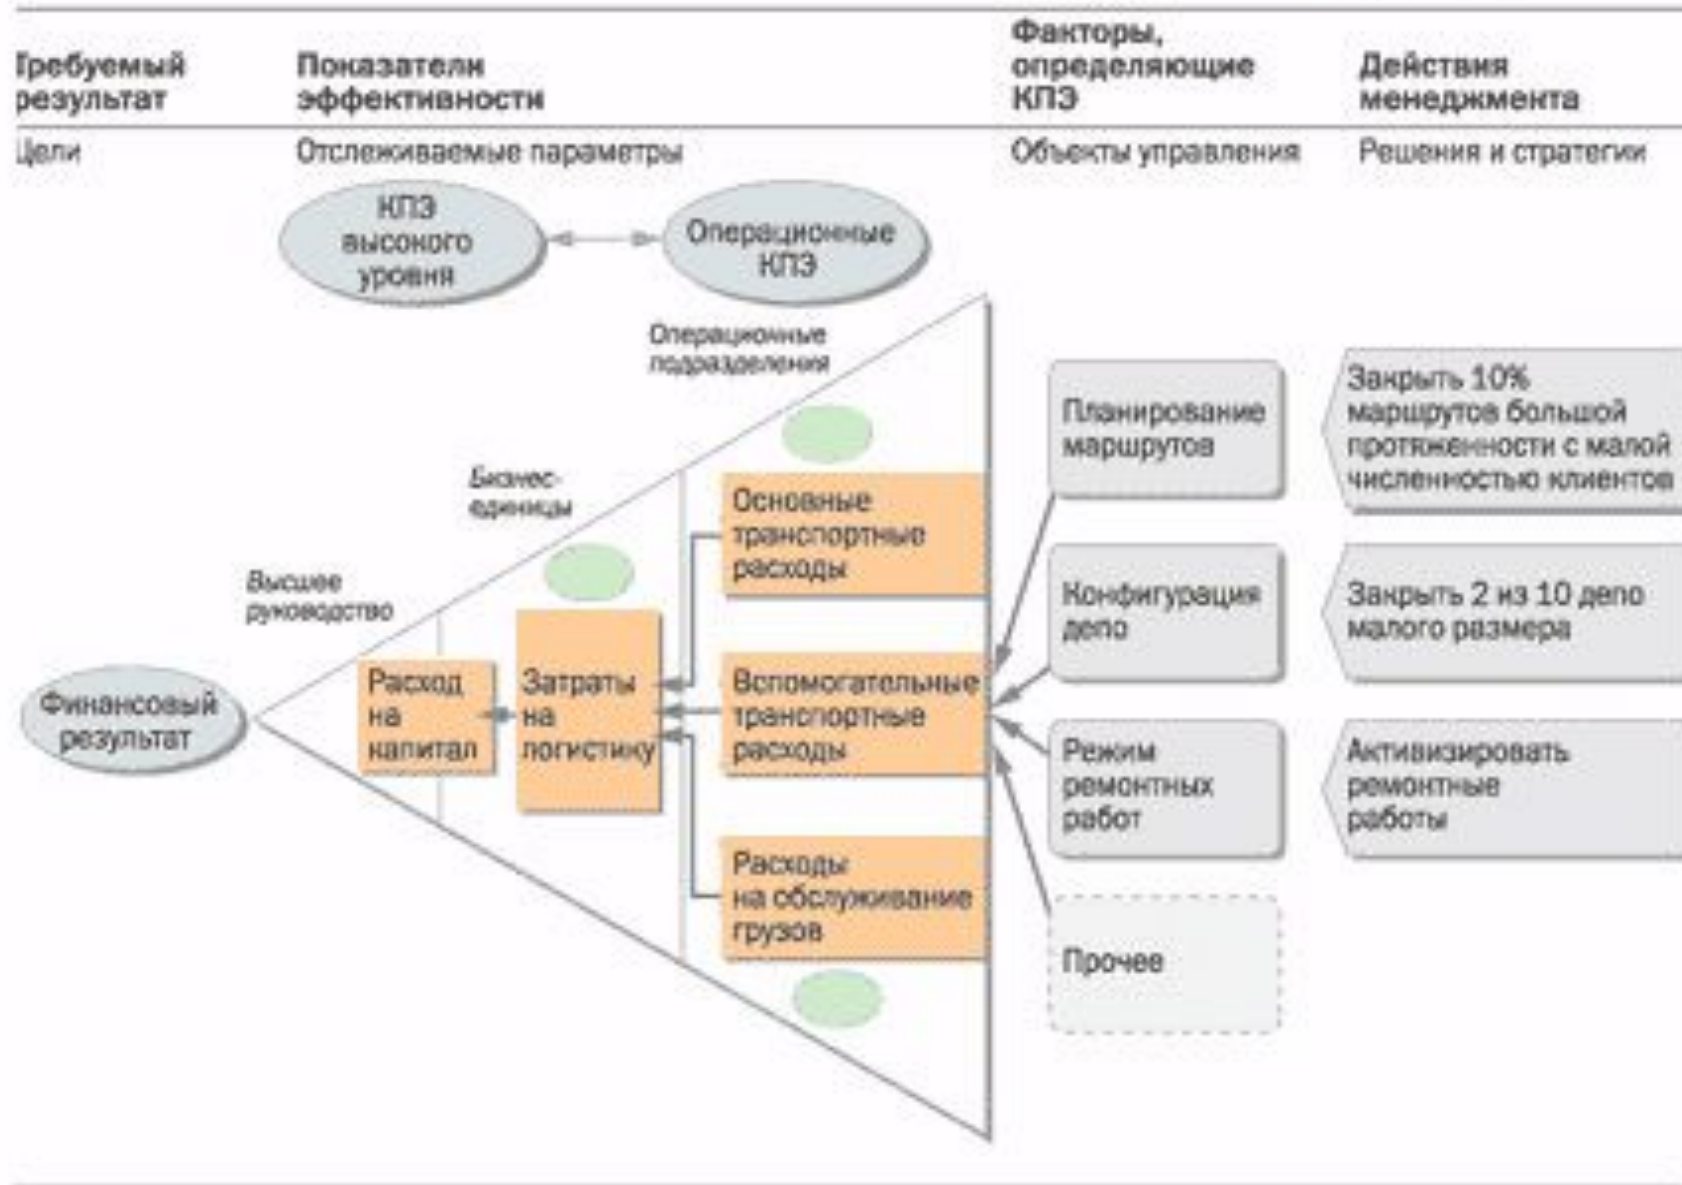 Требуемый
результат
Показатели
эффективности
Факторы,
определяющие
КПЭ
Действия
менеджмента
Цели
Отслеживаемые параметры
Объекты управления
Решения и стратегии
КПЭ
высокого
уровня
Операционные
КПЭ
Операционные
подразделения
Бизнес-
единицы
Высшее
руководство
Финансовый
результат
Расход
на
капитал
Затраты
на
логистику
Основные
транспортные
расходы
Вспомогательные
транспортные
расходы
Расходы
на обслуживание
грузов
Планирование
маршрутов
Конфигурация
депо
Режим
ремонтных
работ
Прочее
Закрыть 10%
маршрутов большой
протяженности с малой
численностью клиентов
Закрыть 2 из 10 депо
малого размера
Активизировать
ремонтные
работы